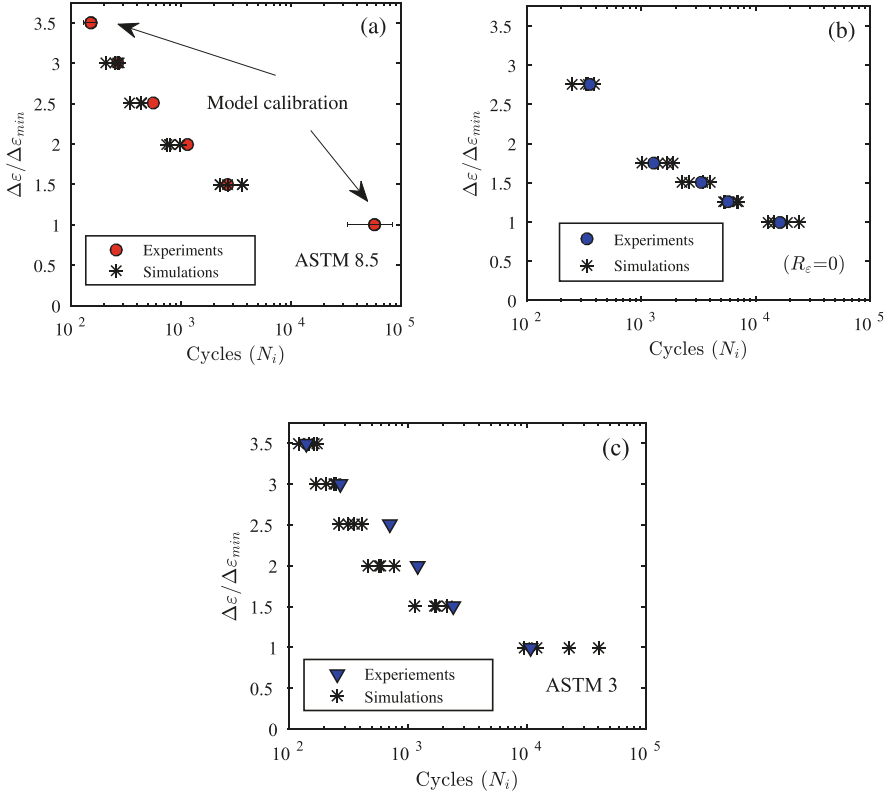 (a)
3.5
3
2.5
2
1.5
1
0.5
0
Δε/Δε_min
Model calibration
Experiments
Simulations
ASTM 8.5
10^2
10^3
10^4
10^5
Cycles (N_i)
(b)
3.5
3
2.5
2
1.5
1
0.5
0
Δε/Δε_min
Experiments
Simulations
(R_ε=0)
10^2
10^3
10^4
10^5
Cycles (N_i)
(c)
3.5
3
2.5
2
1.5
1
0.5
0
Δε/Δε_min
Experiements
Simulations
ASTM 3
10^2
10^3
10^4
10^5
Cycles (N_i)